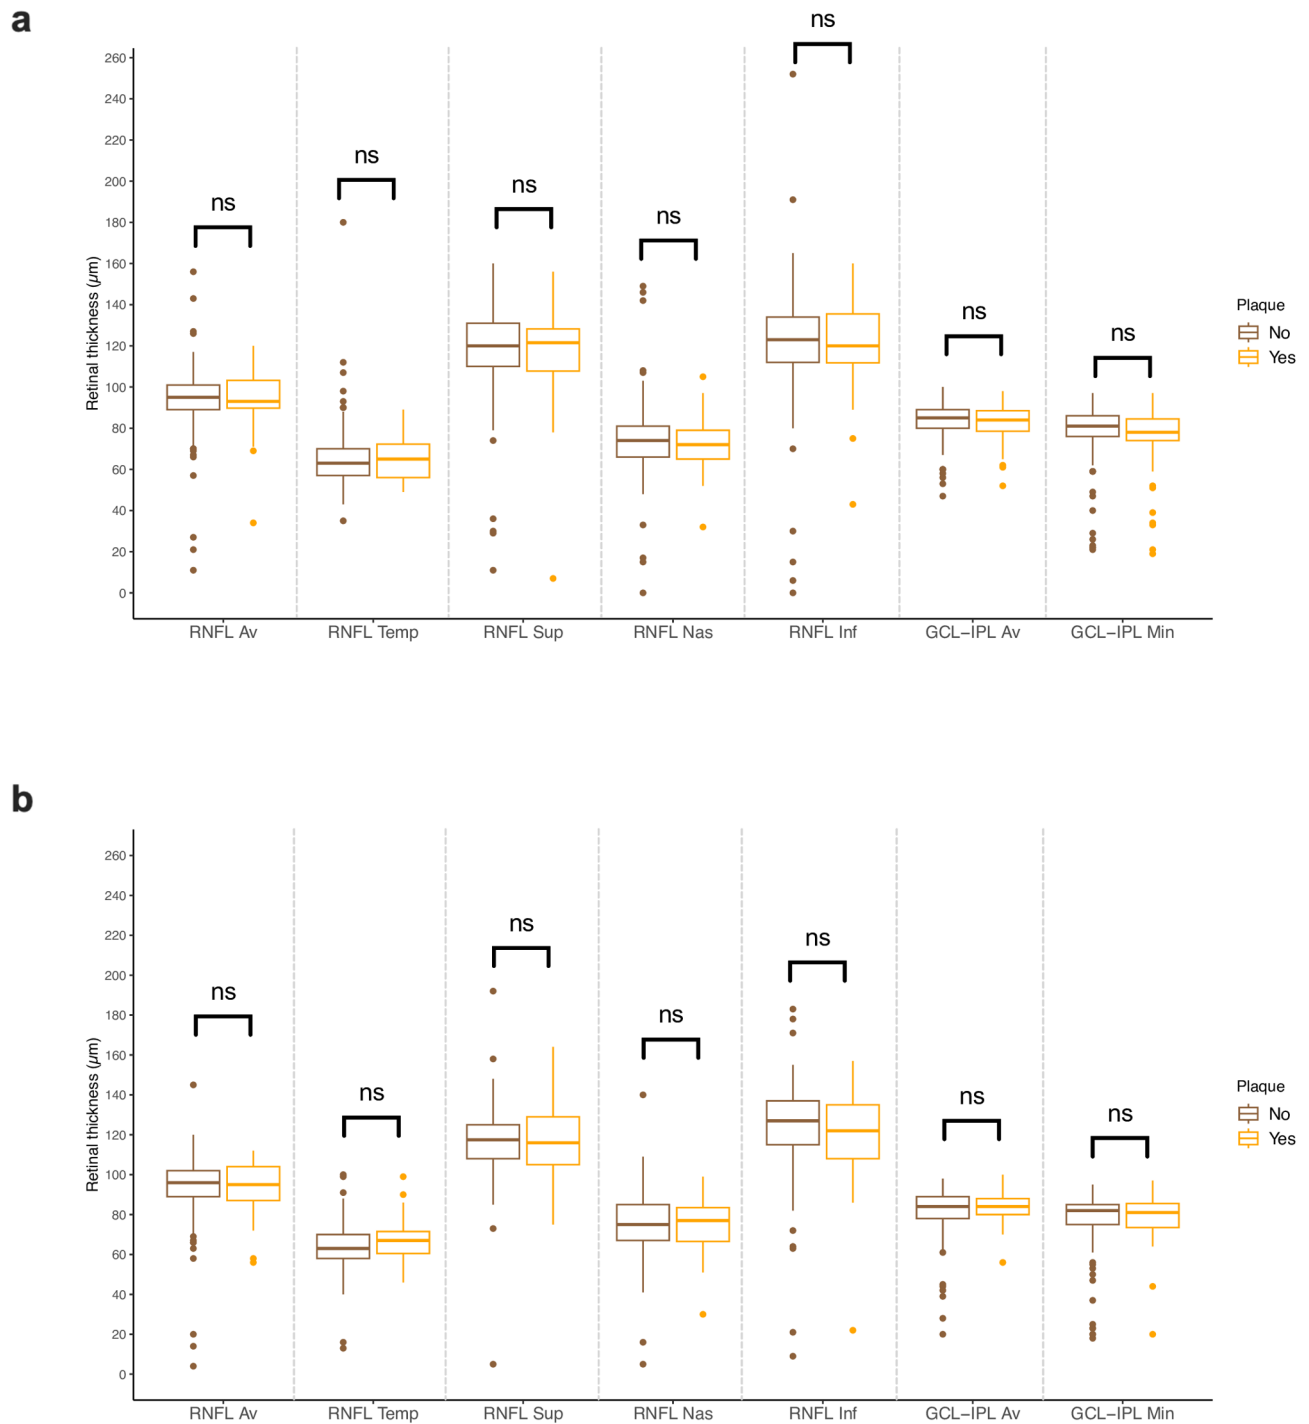 a
ns
ns
ns
ns
ns
ns
ns
260
240
220
200
180
160
140
120
100
80
60
40
20
0
Retinal thickness (µm)
RNFL Av RNFL Temp RNFL Sup RNFL Nas RNFL Inf GCL–IPL Av GCL–IPL Min
Plaque
No
Yes
b
ns
ns
ns
ns
ns
ns
ns
260
240
220
200
180
160
140
120
100
80
60
40
20
0
Retinal thickness (µm)
RNFL Av RNFL Temp RNFL Sup RNFL Nas RNFL Inf GCL–IPL Av GCL–IPL Min
Plaque
No
Yes